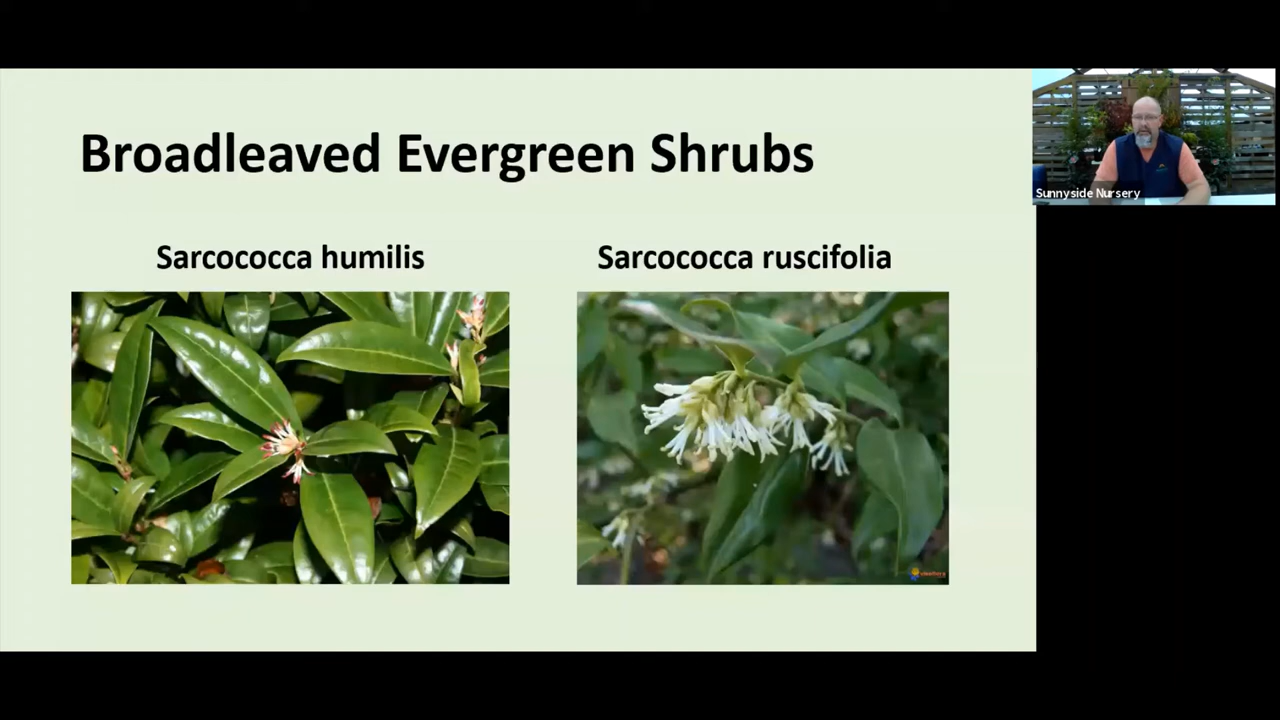 Broadleaved Evergreen Shrubs
Sarcococca humilis
Sarcococca ruscifolia
Sunnyside Nursery